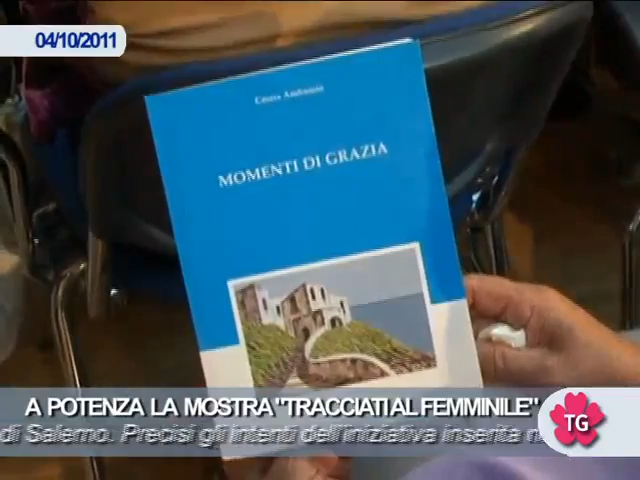 04/10/2011
MOMENTI DI GRAZIA
A POTENZA LA MOSTRA "TRACCIATI AL FEMMINILE"
di Salerno. Precisi gli intenti dell'iniziativa inserita n
TG